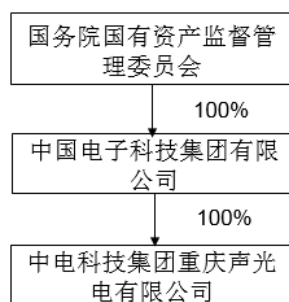 国务院国有资产监督管
理委员会
100%
中国电子科技集团有限
公司
100%
中电科技集团重庆声光
电有限公司